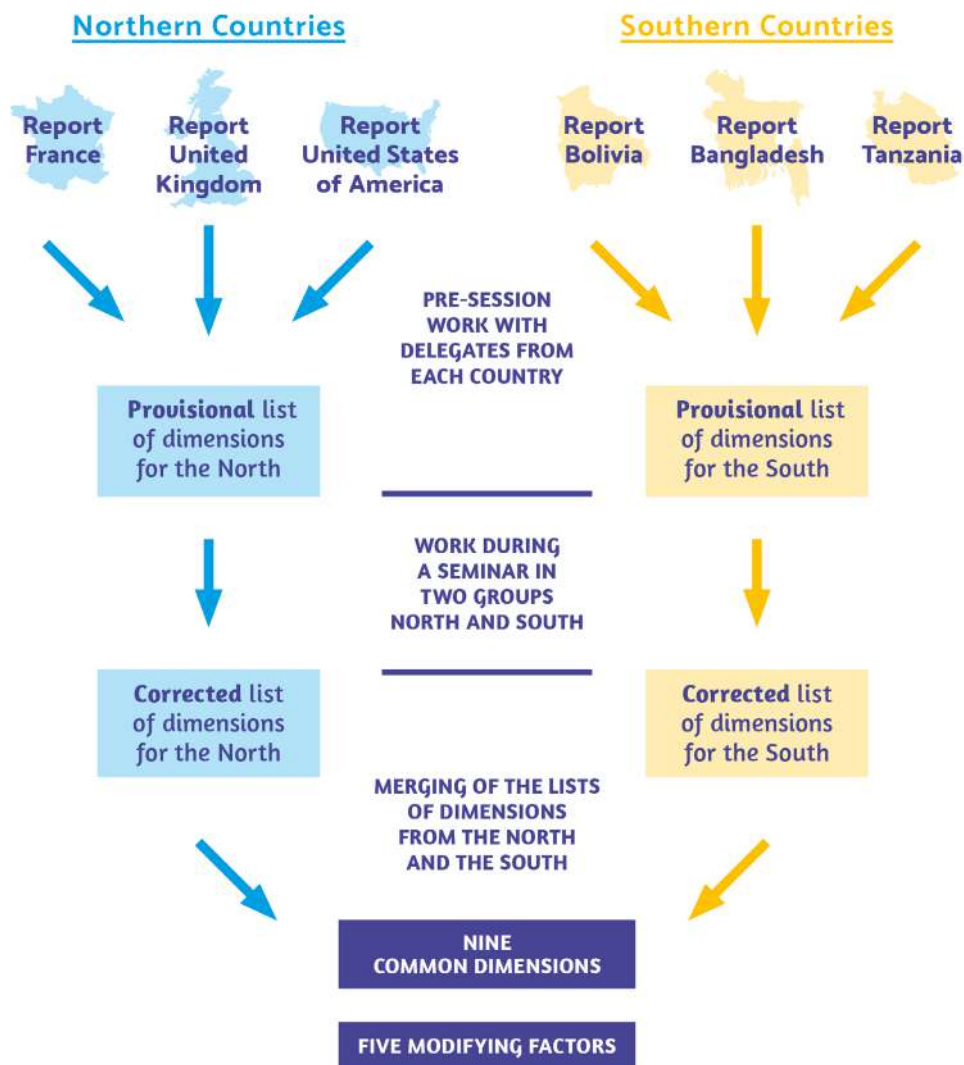 Northern Countries
Southern Countries
Report
France
Report
United
Kingdom
Report
United States
of America
Report
Bolivia
Report
Bangladesh
Report
Tanzania
PRE-SESSION
WORK WITH
DELEGATES FROM
EACH COUNTRY
Provisional list
of dimensions
for the North
Provisional list
of dimensions
for the South
WORK DURING
A SEMINAR IN
TWO GROUPS
NORTH AND SOUTH
Corrected list
of dimensions
for the North
Corrected list
of dimensions
for the South
MERGING OF THE LISTS
OF DIMENSIONS
FROM THE NORTH
AND THE SOUTH
NINE
COMMON DIMENSIONS
FIVE MODIFYING FACTORS